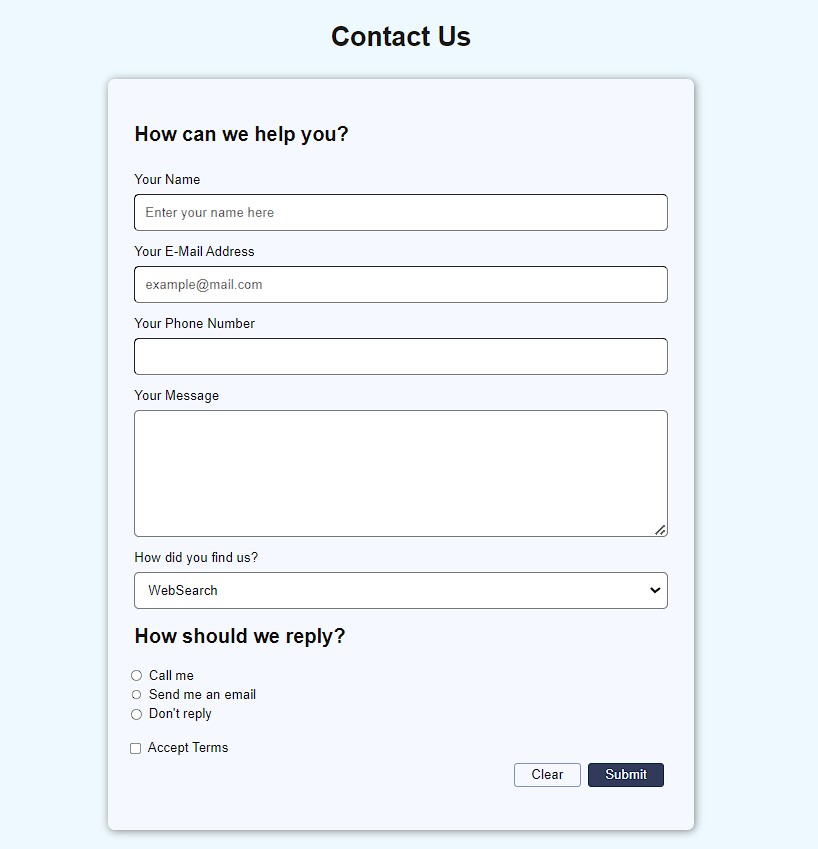 Contact Us
How can we help you?
Your Name
Enter your name here
Your E-Mail Address
example@mail.com
Your Phone Number
Your Message
How did you find us?
WebSearch
How should we reply?
Call me
Send me an email
Don't reply
Accept Terms
Clear Submit